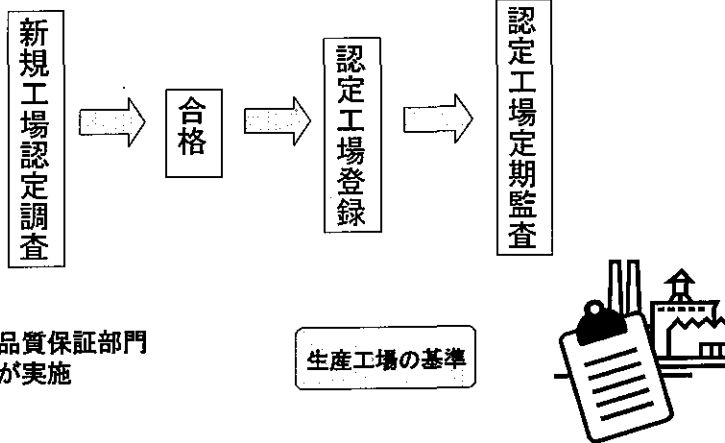 新規工場認定調査
合格
認定工場登録
認定工場定期監査
品質保証部門
が実施
生産工場の基準